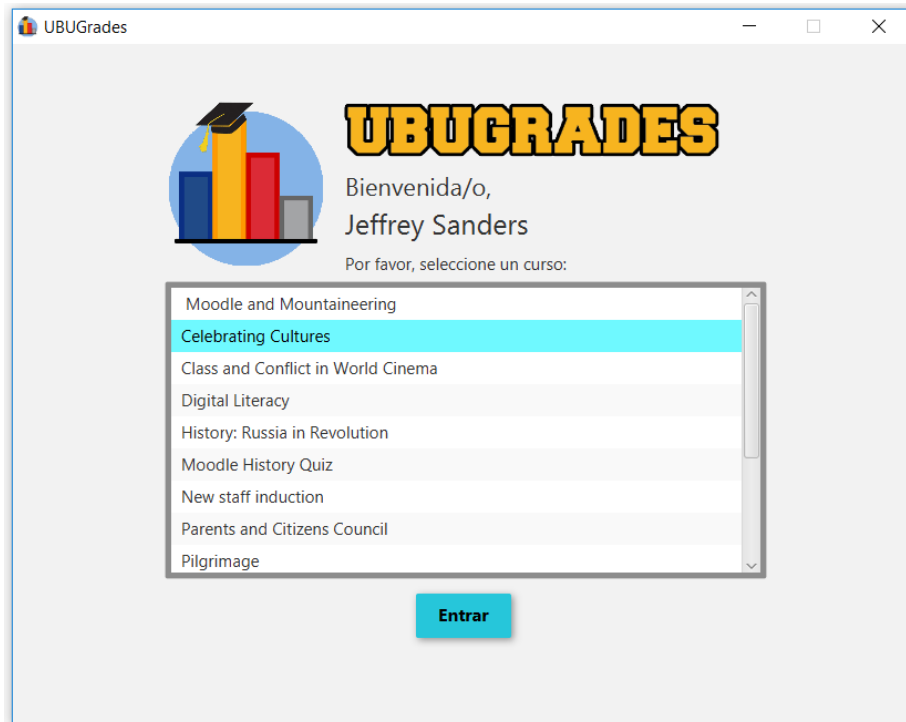 UBUGrades
UBUGRADES
Bienvenida/o,
Jeffrey Sanders
Por favor, seleccione un curso:
Moodle and Mountaineering
Celebrating Cultures
Class and Conflict in World Cinema
Digital Literacy
History: Russia in Revolution
Moodle History Quiz
New staff induction
Parents and Citizens Council
Pilgrimage
Entrar